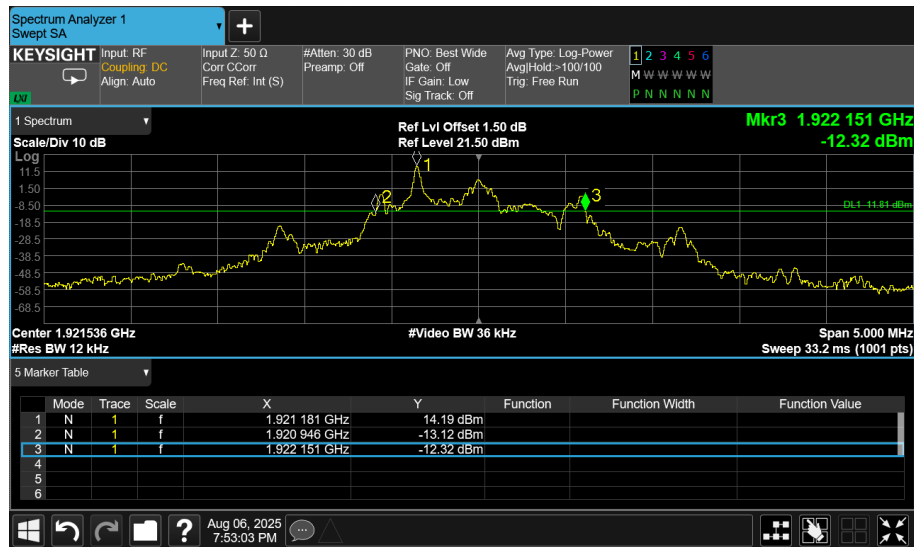 Spectrum Analyzer 1
Swept SA
+
KEYSIGHT
LXI
Input: RF
Coupling: DC
Align: Auto
Input Z: 50 Ω
Corr CCorr
Freq Ref: Int (S)
#Atten: 30 dB
Preamp: Off
PNO: Best Wide
Gate: Off
IF Gain: Low
Sig Track: Off
Avg Type: Log-Power
Avg|Hold:>100/100
Trig: Free Run
1 2 3 4 5 6
M W W W W W
P N N N N N
1 Spectrum
Scale/Div 10 dB
Ref Lvl Offset 1.50 dB
Ref Level 21.50 dBm
Mkr3 1.922 151 GHz
-12.32 dBm
Log
11.5
1.50
-8.50
-18.5
-28.5
-38.5
-48.5
-58.5
-68.5
1
2
3
DL1 -11.81 dBm
Center 1.921536 GHz
#Res BW 12 kHz
#Video BW 36 kHz
Span 5.000 MHz
Sweep 33.2 ms (1001 pts)
5 Marker Table
Mode Trace Scale X Y Function Function Width Function Value
1 N 1 f 1.921 181 GHz 14.19 dBm
2 N 1 f 1.920 946 GHz -13.12 dBm
3 N 1 f 1.922 151 GHz -12.32 dBm
4
5
6
?
Aug 06, 2025
7:53:03 PM